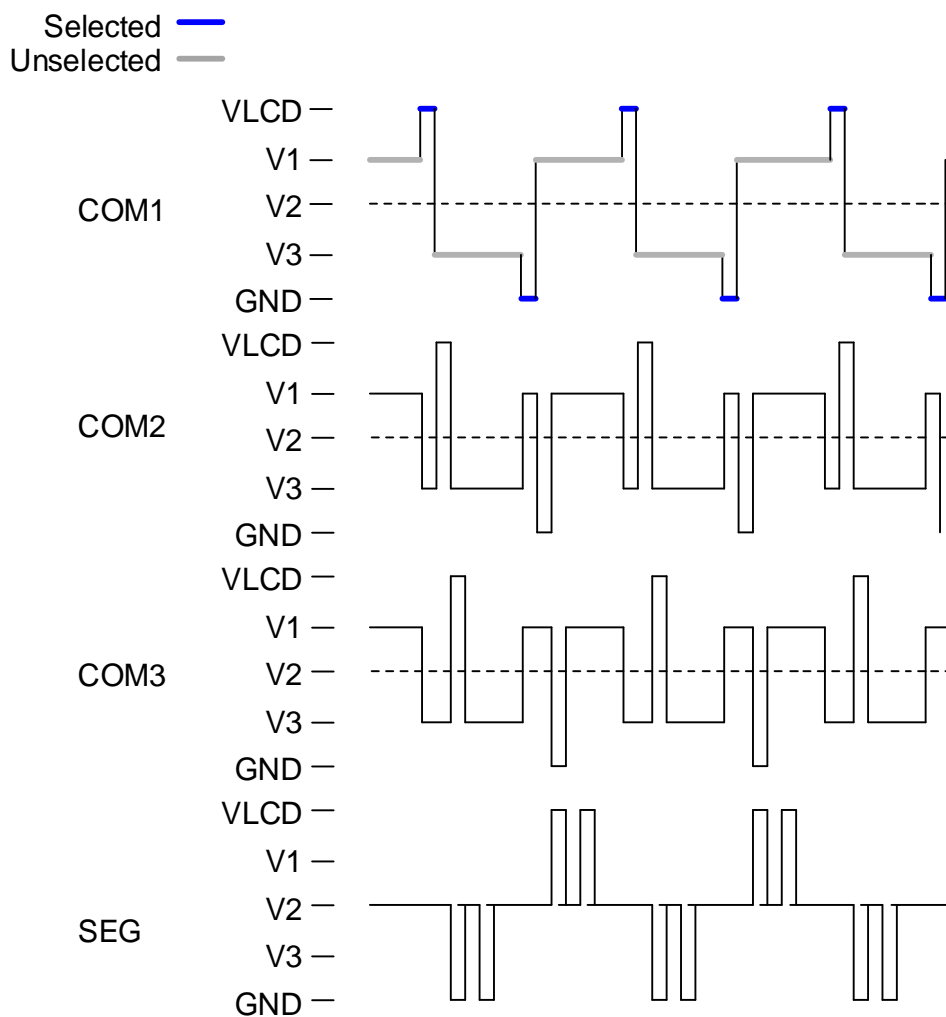 Selected
Unselected
VLCD
V1
COM1
V2
V3
GND
VLCD
V1
COM2
V2
V3
GND
VLCD
V1
COM3
V2
V3
GND
VLCD
V1
V2
SEG
V3
GND